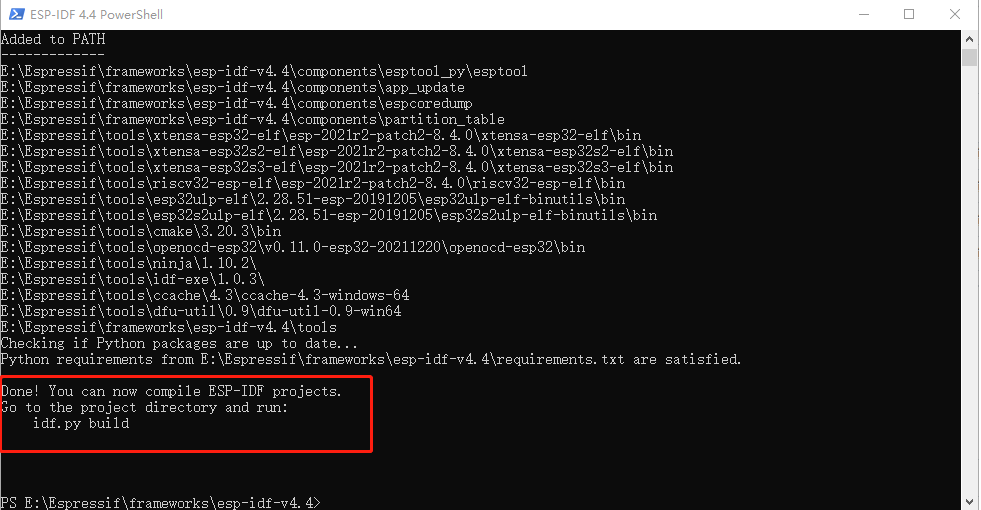 ESP-IDF 4.4 PowerShell
Added to PATH
-------------
E:\Espressif\frameworks\esp-idf-v4.4\components\esptool_py\esptool
E:\Espressif\frameworks\esp-idf-v4.4\components\app_update
E:\Espressif\frameworks\esp-idf-v4.4\components\espcoredump
E:\Espressif\frameworks\esp-idf-v4.4\components\partition_table
E:\Espressif\tools\xtensa-esp32-elf\esp-2021r2-patch2-8.4.0\xtensa-esp32-elf\bin
E:\Espressif\tools\xtensa-esp32s2-elf\esp-2021r2-patch2-8.4.0\xtensa-esp32s2-elf\bin
E:\Espressif\tools\xtensa-esp32s3-elf\esp-2021r2-patch2-8.4.0\xtensa-esp32s3-elf\bin
E:\Espressif\tools\riscv32-esp-elf\esp-2021r2-patch2-8.4.0\riscv32-esp-elf\bin
E:\Espressif\tools\esp32ulp-elf\2.28.51-esp-20191205\esp32ulp-elf-binutils\bin
E:\Espressif\tools\esp32s2ulp-elf\2.28.51-esp-20191205\esp32s2ulp-elf-binutils\bin
E:\Espressif\tools\cmake\3.20.3\bin
E:\Espressif\tools\openocd-esp32\v0.11.0-esp32-20211220\openocd-esp32\bin
E:\Espressif\tools\ninja\1.10.2\
E:\Espressif\tools\idf-exe\1.0.3\
E:\Espressif\tools\ccache\4.3\ccache-4.3-windows-64
E:\Espressif\tools\dfu-util\0.9\dfu-util-0.9-win64
E:\Espressif\frameworks\esp-idf-v4.4\tools
Checking if Python packages are up to date...
Python requirements from E:\Espressif\frameworks\esp-idf-v4.4\requirements.txt are satisfied.
Done! You can now compile ESP-IDF projects.
Go to the project directory and run:
idf.py build
PS E:\Espressif\frameworks\esp-idf-v4.4>